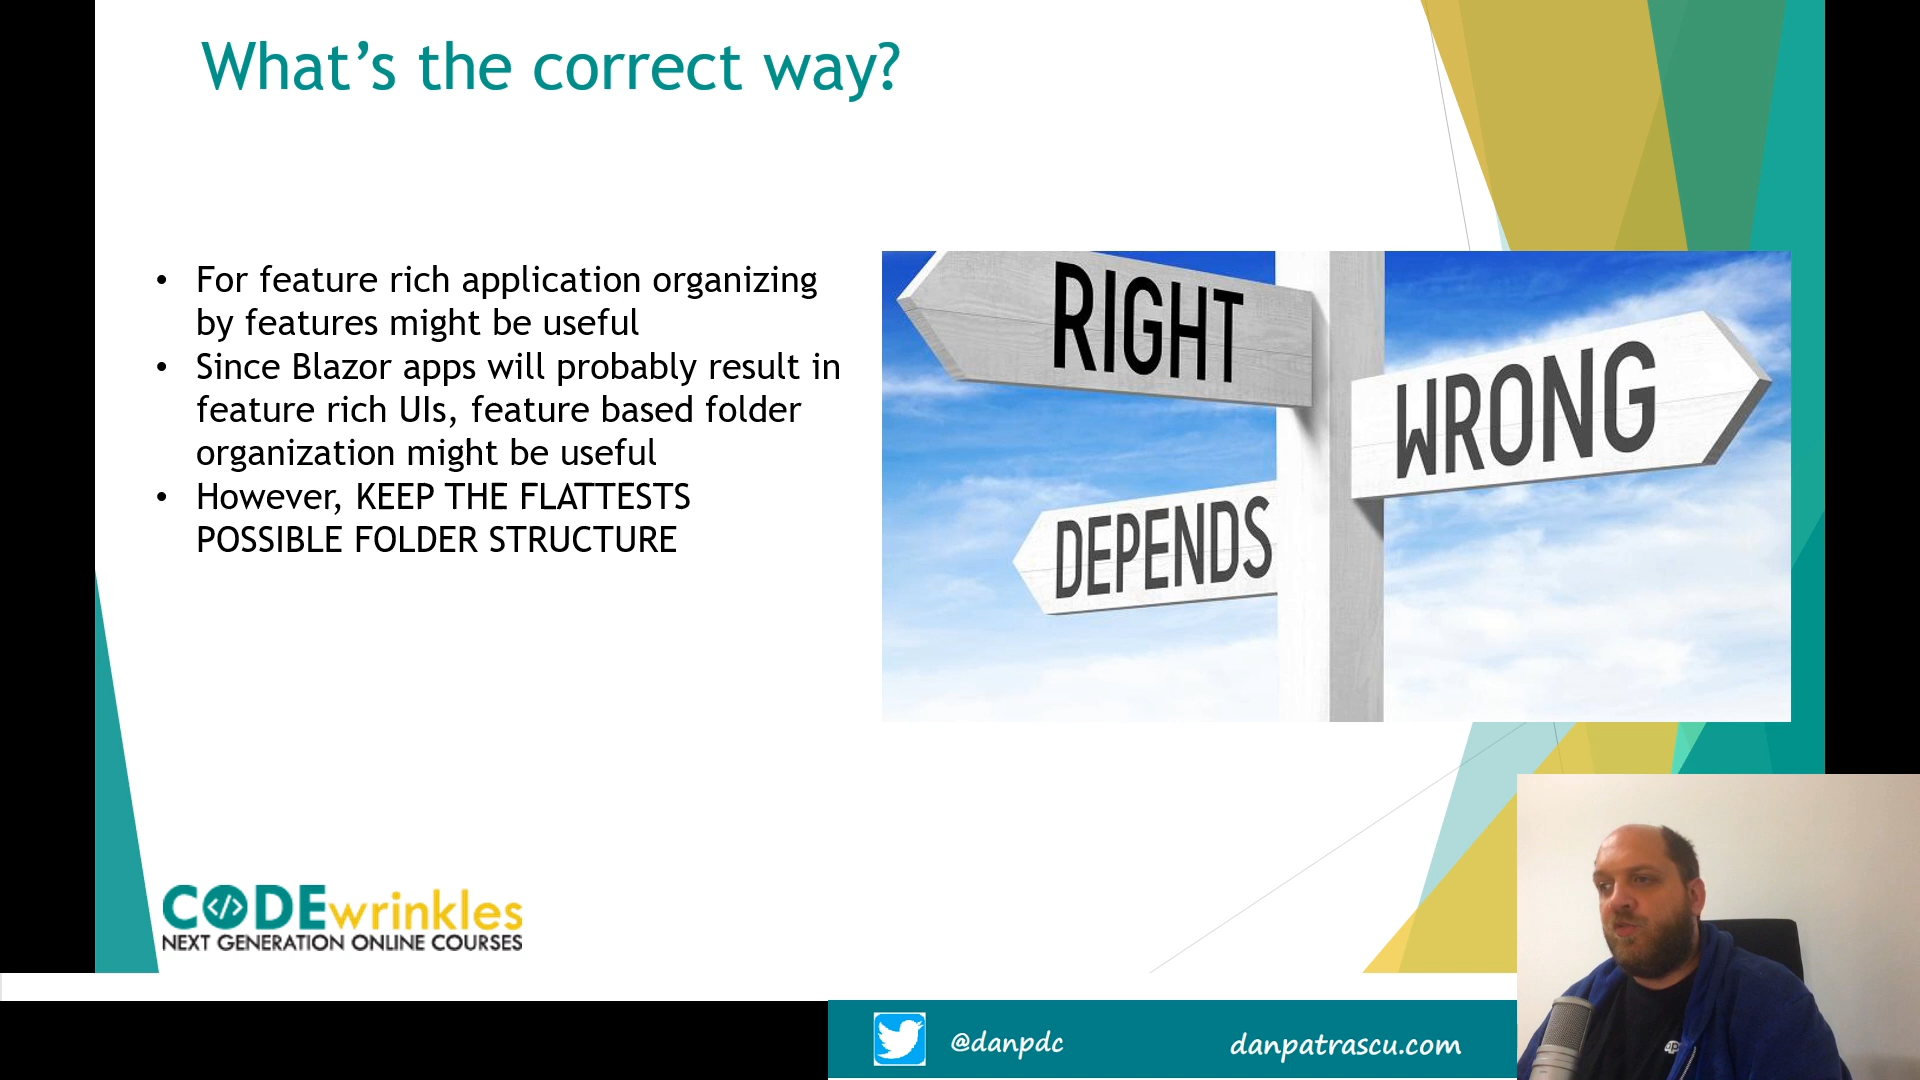 What's the correct way?
• For feature rich application organizing
by features might be useful
• Since Blazor apps will probably result in
feature rich UIs, feature based folder
organization might be useful
• However, KEEP THE FLATTESTS
POSSIBLE FOLDER STRUCTURE
RIGHT
WRONG
DEPENDS
C</>DEwrinkles
NEXT GENERATION ONLINE COURSES
@danpdc
danpatrascu.com